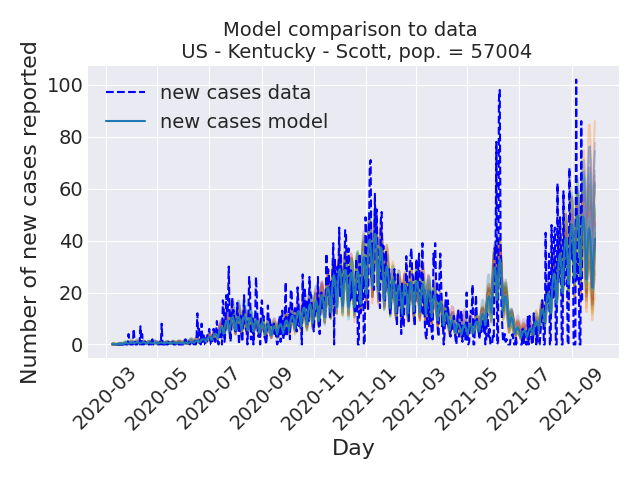 Model comparison to data
US - Kentucky - Scott, pop. = 57004
Number of new cases reported
100
80
60
40
20
0
new cases data
new cases model
2020-03
2020-05
2020-07
2020-09
2020-11
2021-01
2021-03
2021-05
2021-07
2021-09
Day